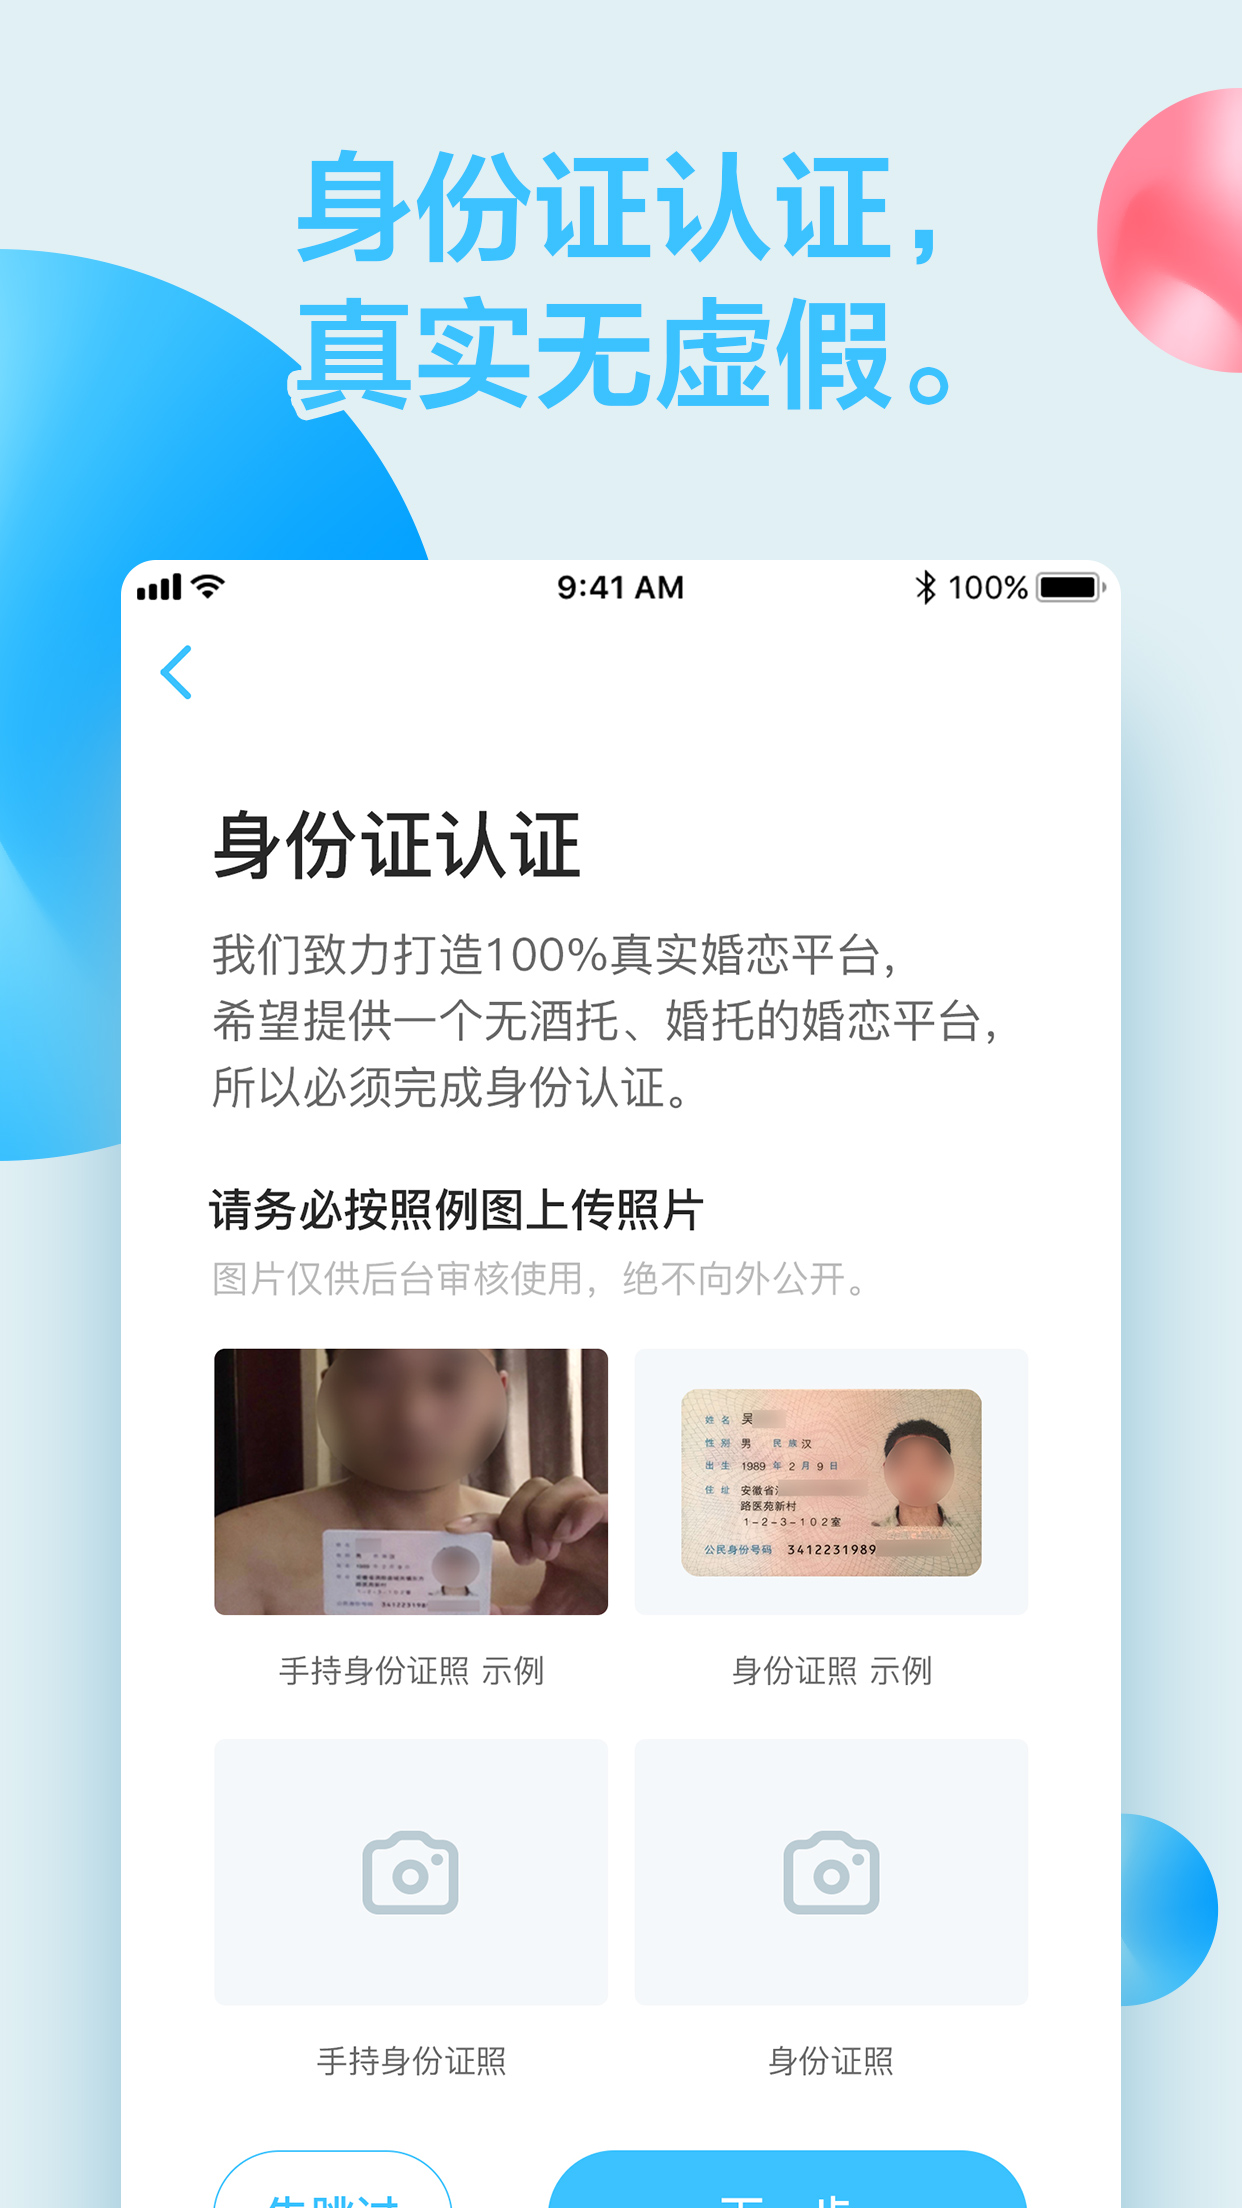 身份证认证，
真实无虚假。
9:41 AM
100%
身份证认证
我们致力打造100%真实婚恋平台，
希望提供一个无酒托、婚托的婚恋平台，
所以必须完成身份认证。
请务必按照例图上传照片
图片仅供后台审核使用，绝不向外公开。
姓名 吴
性别 男 民族 汉
出生 1989 年 2 月 9 日
住址 安徽省
路医苑新村
1-2-3-102室
公民身份号码 3412231989
手持身份证照 示例
身份证照 示例
手持身份证照
身份证照
先跳过
下一步